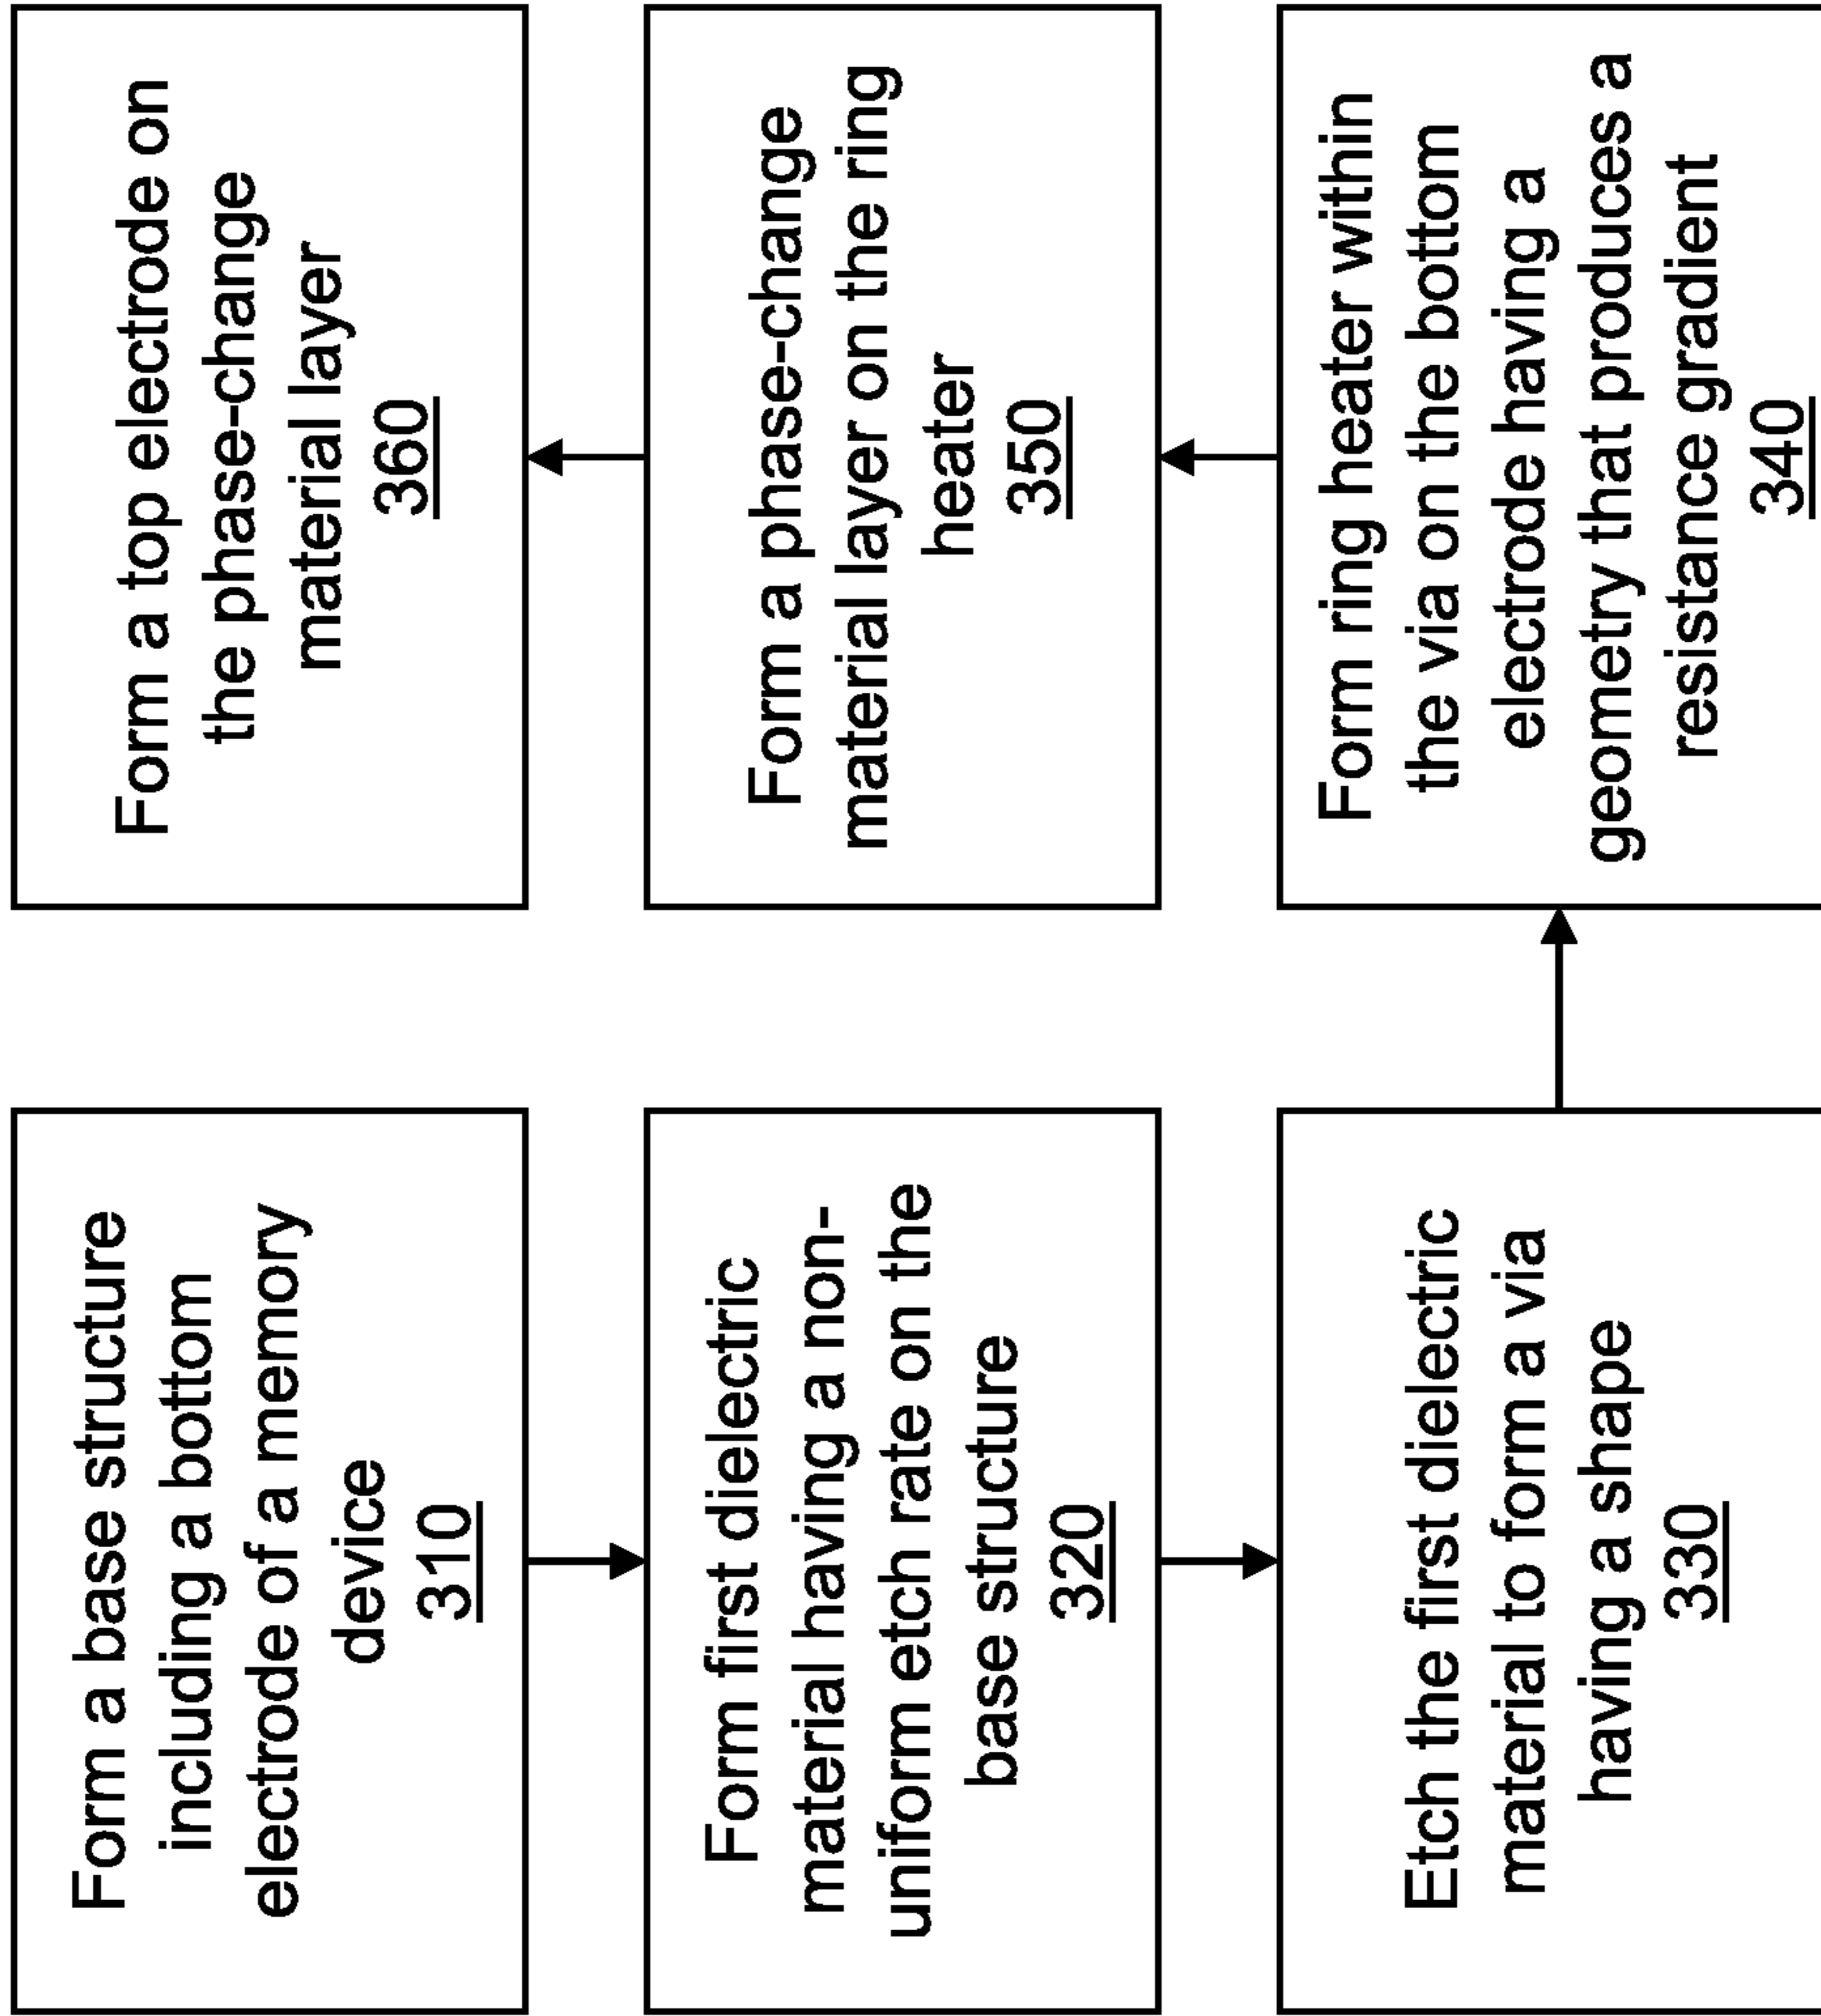 Form a base structure
including a bottom
electrode of a memory
device
310
Form first dielectric
material having a non-
uniform etch rate on the
base structure
320
Etch the first dielectric
material to form a via
having a shape
330
Form ring heater within
the via on the bottom
electrode having a
geometry that produces a
resistance gradient
340
Form a phase-change
material layer on the ring
heater
350
Form a top electrode on
the phase-change
material layer
360